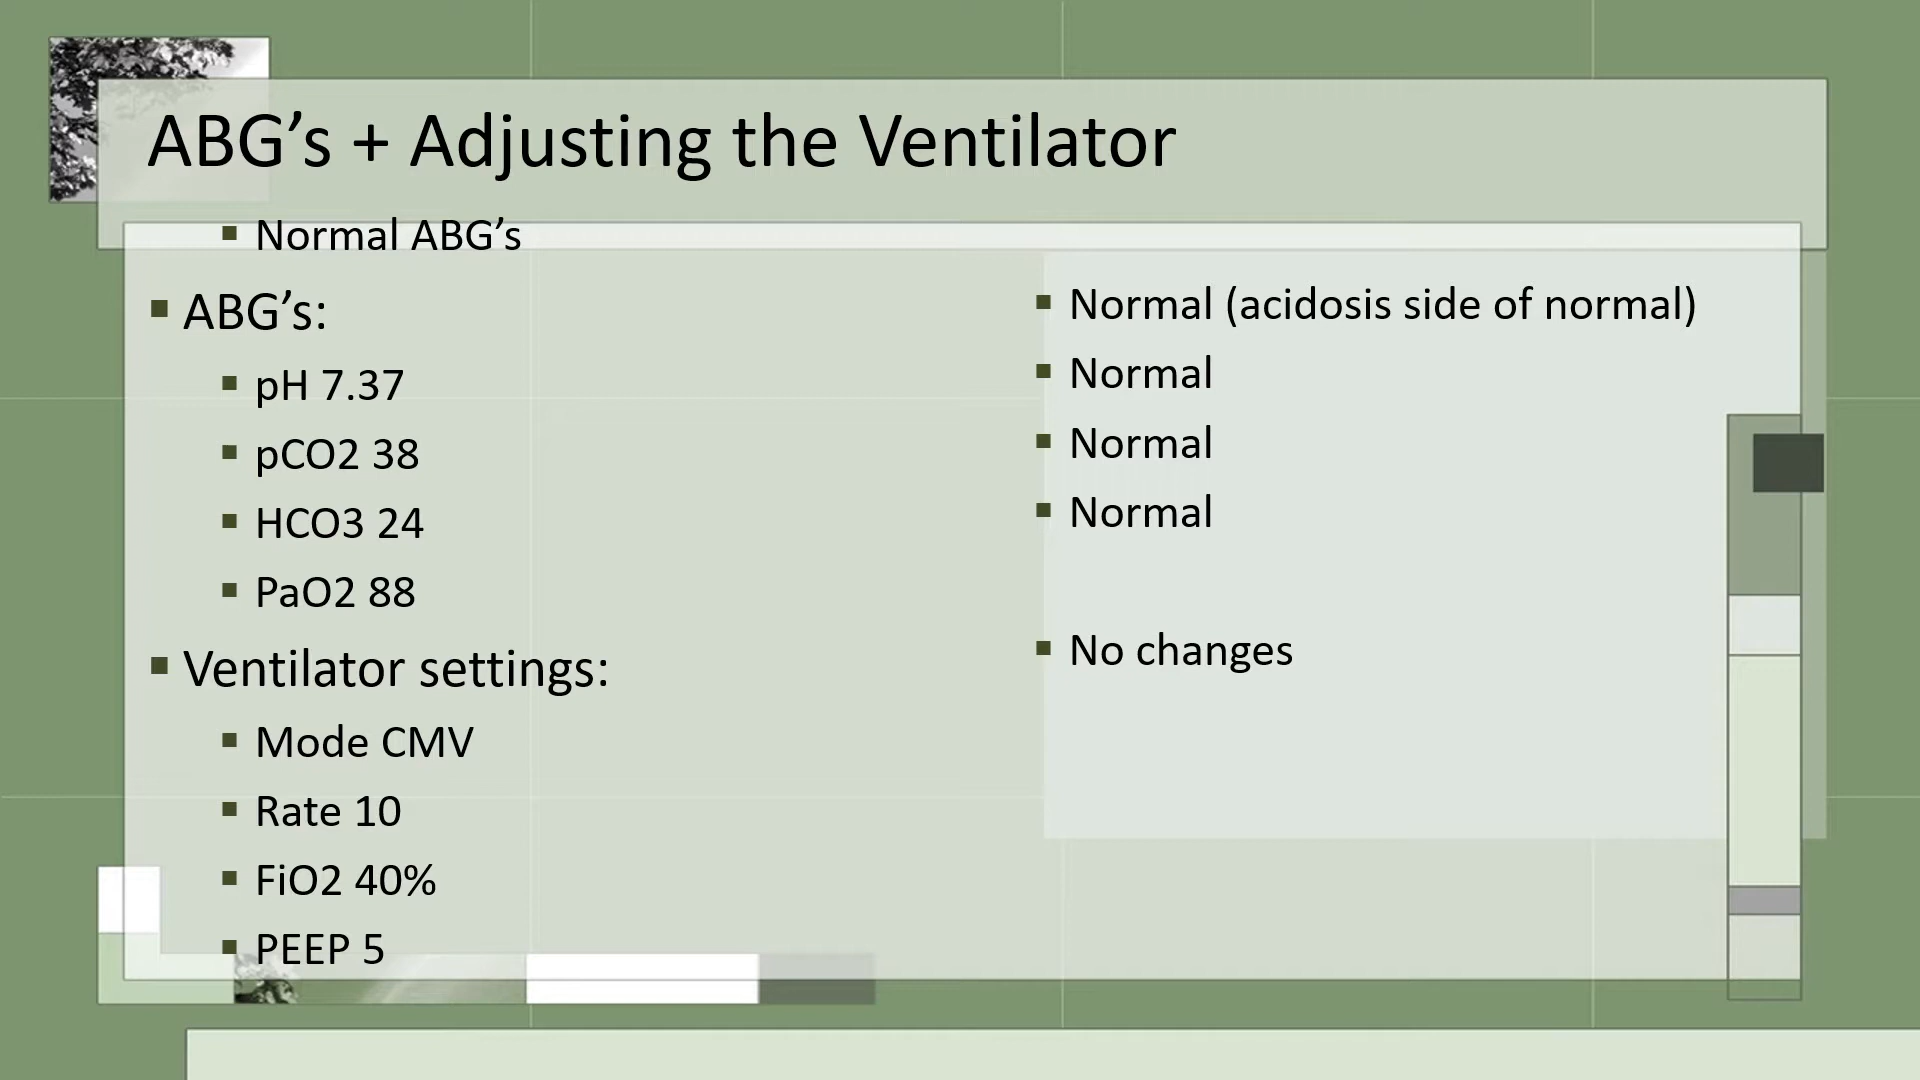 ABG’s + Adjusting the Ventilator
Normal ABG’s
ABG’s:
pH 7.37
pCO2 38
HCO3 24
PaO2 88
Ventilator settings:
Mode CMV
Rate 10
FiO2 40%
PEEP 5
Normal (acidosis side of normal)
Normal
Normal
Normal
No changes